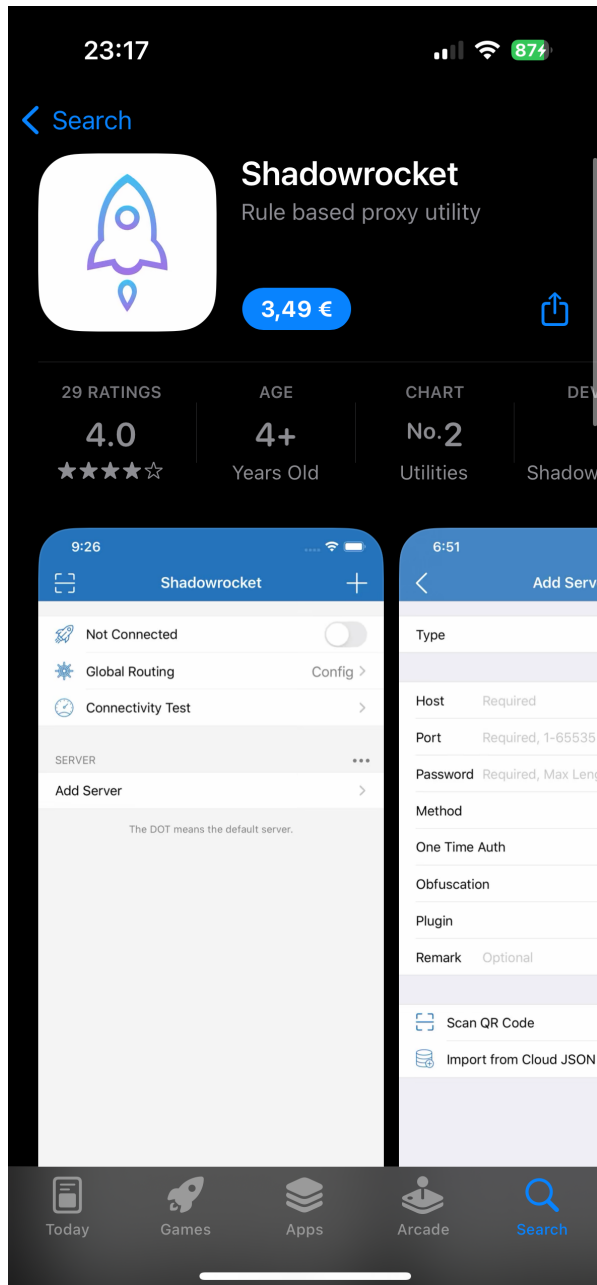 23:17
87
Search
Shadowrocket
Rule based proxy utility
3,49 €
29 RATINGS
4.0
AGE
4+
Years Old
CHART
No.2
Utilities
DEV
Shadow
9:26
Shadowrocket
Not Connected
Global Routing Config
Connectivity Test
SERVER
Add Server
The DOT means the default server.
6:51
Add Serv
Type
Host Required
Port Required, 1-65535
Password Required, Max Leng
Method
One Time Auth
Obfuscation
Plugin
Remark Optional
Scan QR Code
Import from Cloud JSON
Today
Games
Apps
Arcade
Search